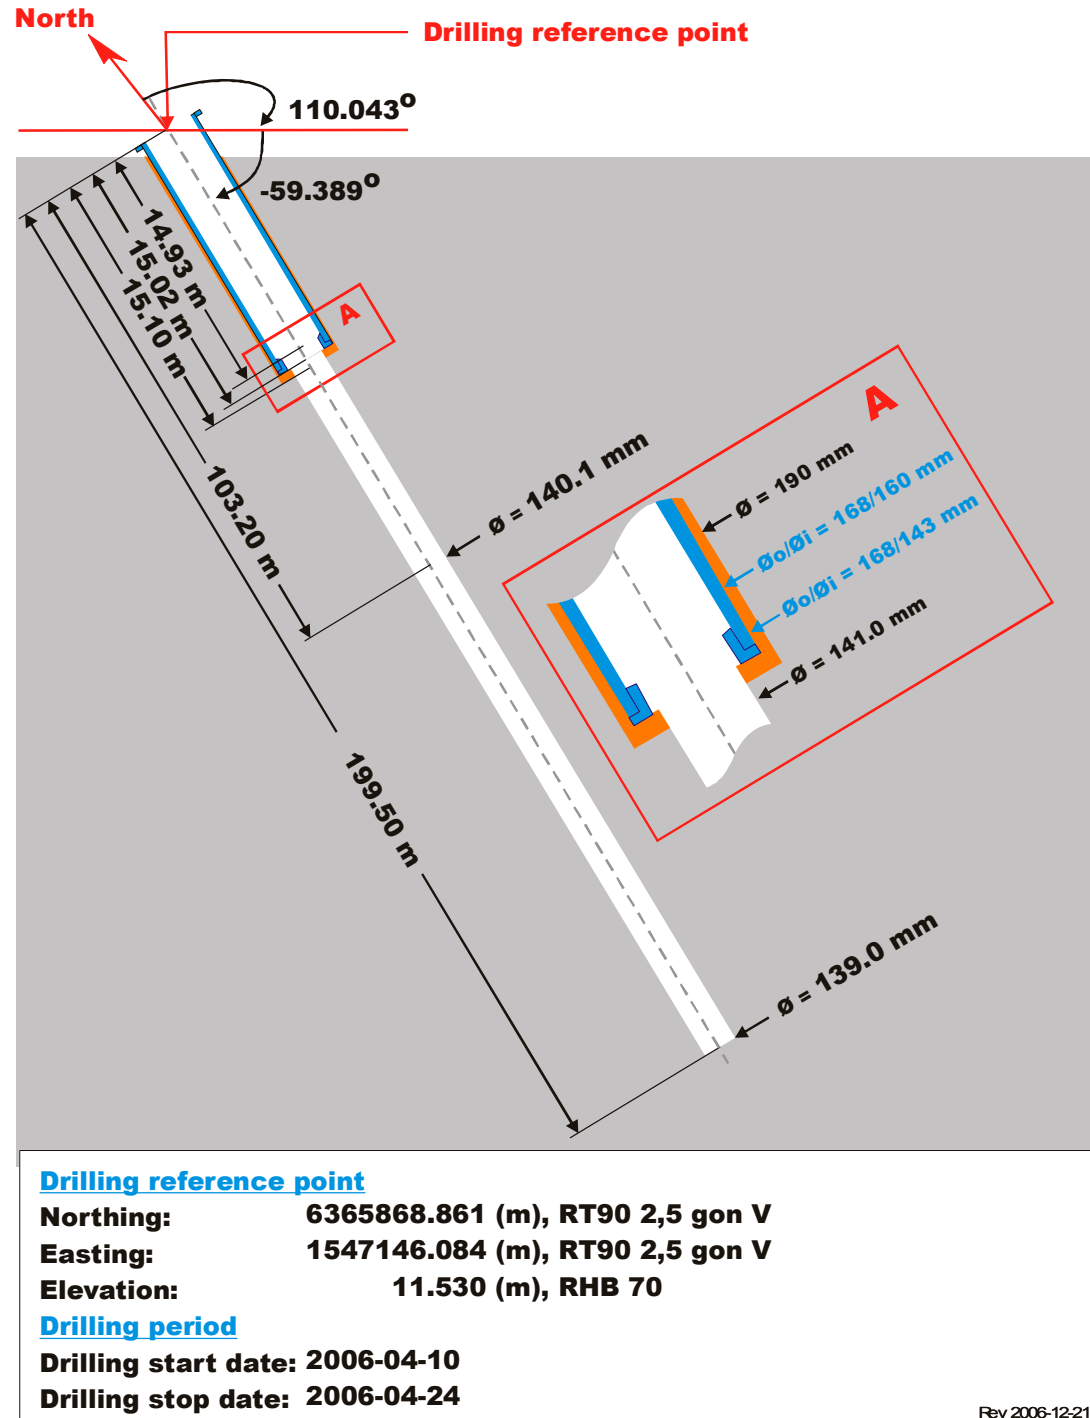 North
Drilling reference point
110.043°
-59.389°
14.93 m
15.02 m
15.10 m
A
103.20 m
ø = 140.1 mm
A
ø = 190 mm
Øo/Øi = 168/160 mm
Øo/Øi = 168/143 mm
ø = 141.0 mm
199.50 m
ø = 139.0 mm
Drilling reference point
Northing: 6365868.861 (m), RT90 2,5 gon V
Easting: 1547146.084 (m), RT90 2,5 gon V
Elevation: 11.530 (m), RHB 70
Drilling period
Drilling start date: 2006-04-10
Drilling stop date: 2006-04-24
Rev 2006-12-21